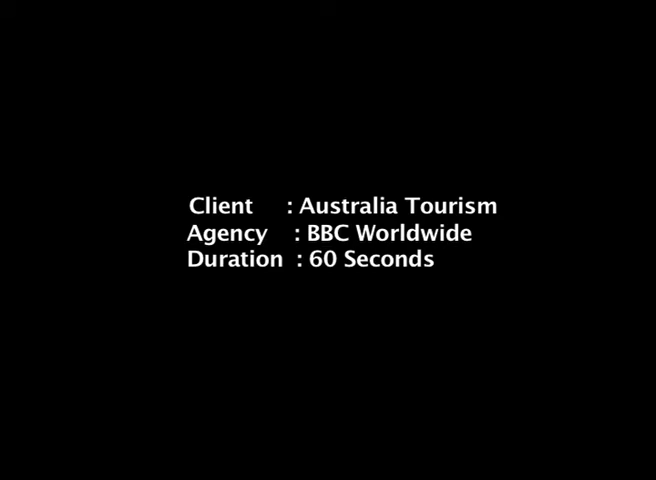 Client : Australia Tourism
Agency : BBC Worldwide
Duration : 60 Seconds